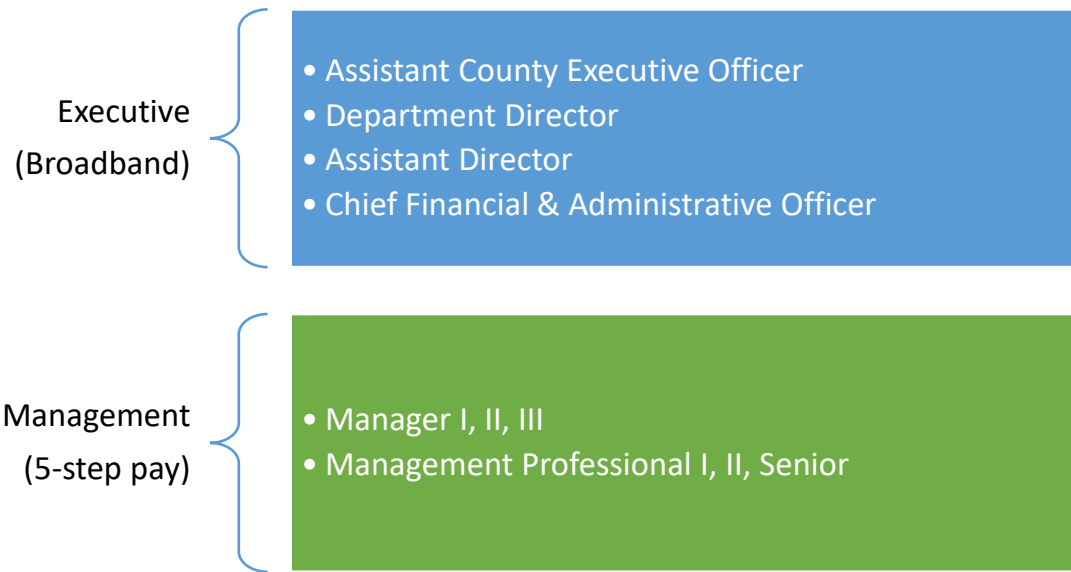 Executive
(Broadband)
• Assistant County Executive Officer
• Department Director
• Assistant Director
• Chief Financial & Administrative Officer
Management
(5-step pay)
• Manager I, II, III
• Management Professional I, II, Senior